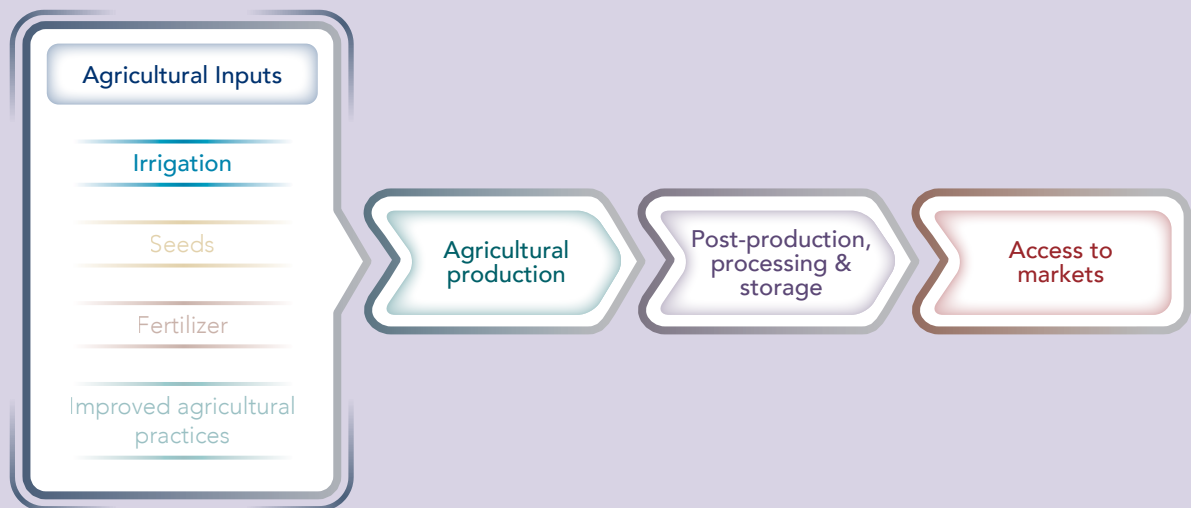 Agricultural Inputs
Irrigation
Seeds
Fertilizer
Improved agricultural
practices
Agricultural
production
Post-production,
processing &
storage
Access to
markets